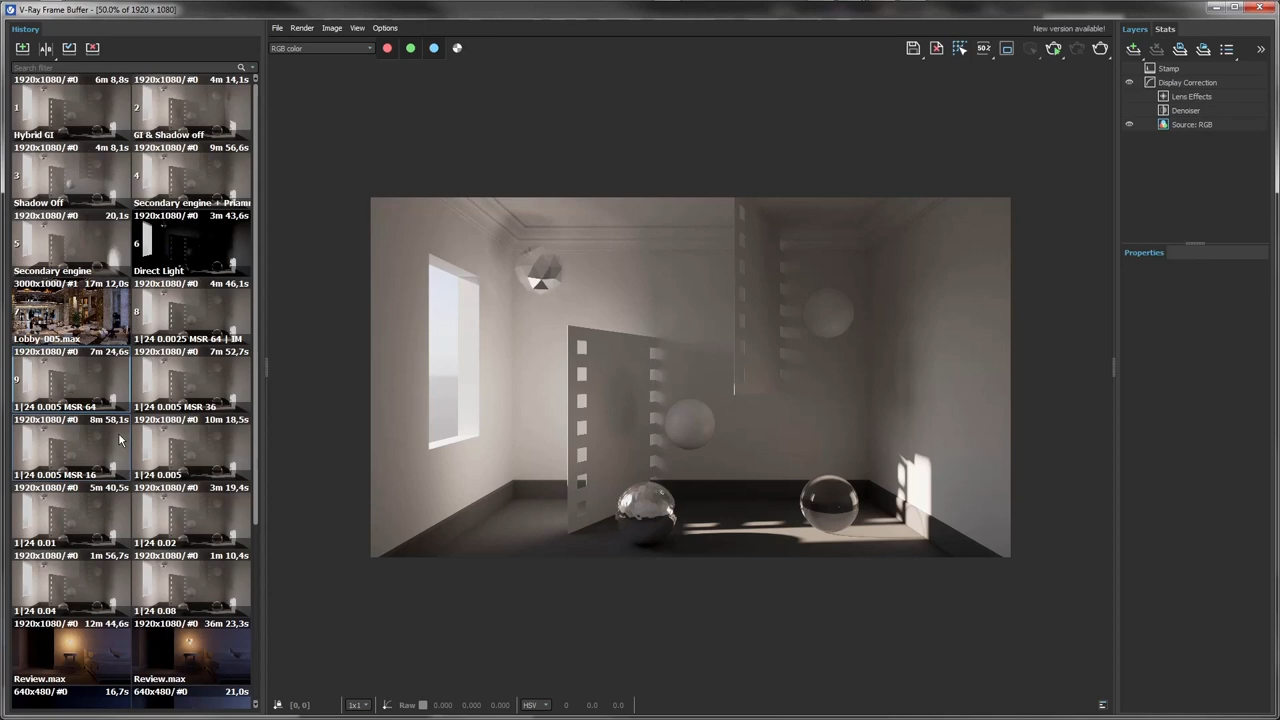 V-Ray Frame Buffer - [50.0% of 1920 x 1080]
History
File Render Image View Options
New version available!
Layers Stats
RGB color
50%
Search filter
1920x1080/#0 6m 8,8s
1
Hybrid GI
1920x1080/#0 4m 14,1s
2
GI & Shadow off
1920x1080/#0 4m 8,1s
3
Shadow Off
1920x1080/#0 9m 56,6s
4
Secondary engine + Priamr
1920x1080/#0 20,1s
5
Secondary engine
1920x1080/#0 3m 43,6s
6
Direct Light
3000x1000/#1 17m 12,0s
7
Lobby-005.max
1920x1080/#0 4m 46,1s
8
1|24 0.0025 MSR 64 | IM
1920x1080/#0 7m 24,6s
9
1|24 0.005 MSR 64
1920x1080/#0 7m 52,7s
1|24 0.005 MSR 36
1920x1080/#0 8m 58,1s
1|24 0.005 MSR 16
1920x1080/#0 10m 18,5s
1|24 0.005
1920x1080/#0 5m 40,5s
1|24 0.01
1920x1080/#0 3m 19,4s
1|24 0.02
1920x1080/#0 1m 56,7s
1|24 0.04
1920x1080/#0 1m 10,4s
1|24 0.08
1920x1080/#0 12m 44,6s
Review.max
1920x1080/#0 36m 23,3s
Review.max
640x480/#0 16,7s
640x480/#0 21,0s
Stamp
Display Correction
Lens Effects
Denoiser
Source: RGB
Properties
[0, 0]
1x1
Raw 0.000 0.000 0.000
HSV 0 0.0 0.0